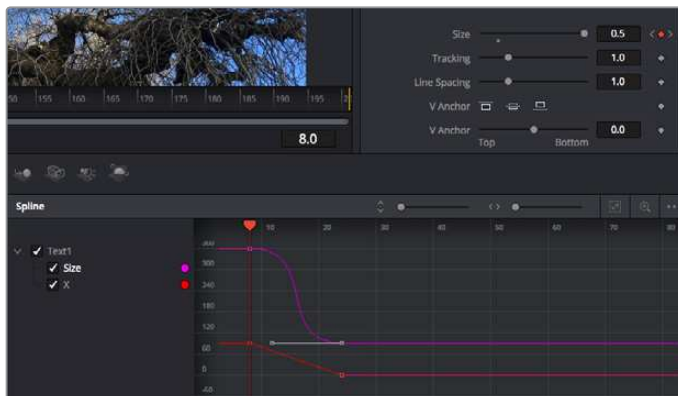 Size 0.5
Tracking 1.0
Line Spacing 1.0
V Anchor
V Anchor 0.0
Top Bottom
155 160 165 170 175 180 185 190 195
8.0
Spline
10 20 30 40 50 60 70 80
Text1
Size
X
300
240
180
120
60
0
-60